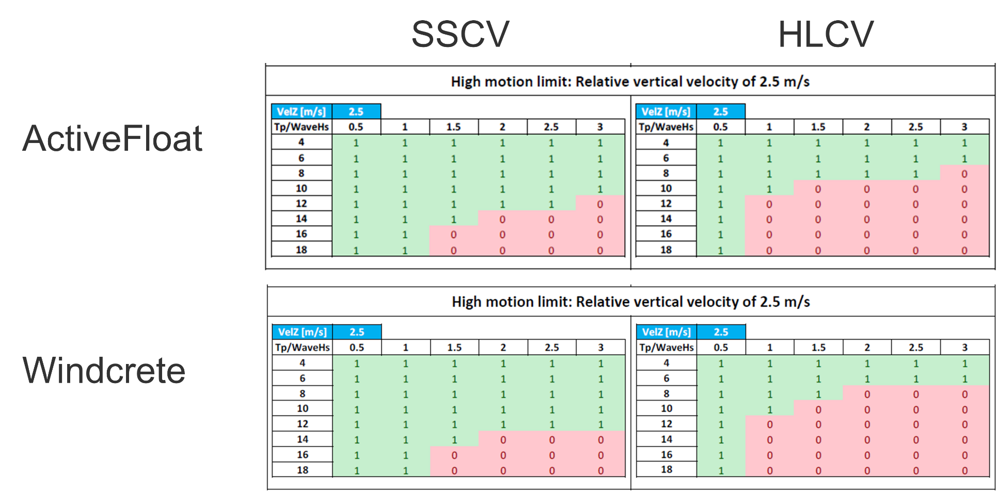 SSCV HLCV
ActiveFloat
High motion limit: Relative vertical velocity of 2.5 m/s
VelZ [m/s] 2.5 VelZ [m/s] 2.5
Tp/WaveHs 0.5 1 1.5 2 2.5 3 Tp/WaveHs 0.5 1 1.5 2 2.5 3
4 1 1 1 1 1 1 4 1 1 1 1 1 1
6 1 1 1 1 1 1 6 1 1 1 1 1 1
8 1 1 1 1 1 1 8 1 1 1 1 1 0
10 1 1 1 1 1 1 10 1 1 0 0 0 0
12 1 1 1 1 1 0 12 1 0 0 0 0 0
14 1 1 1 0 0 0 14 1 0 0 0 0 0
16 1 1 0 0 0 0 16 1 0 0 0 0 0
18 1 1 0 0 0 0 18 1 0 0 0 0 0
Windcrete
High motion limit: Relative vertical velocity of 2.5 m/s
VelZ [m/s] 2.5 VelZ [m/s] 2.5
Tp/WaveHs 0.5 1 1.5 2 2.5 3 Tp/WaveHs 0.5 1 1.5 2 2.5 3
4 1 1 1 1 1 1 4 1 1 1 1 1 1
6 1 1 1 1 1 1 6 1 1 1 1 1 1
8 1 1 1 1 1 1 8 1 1 1 0 0 0
10 1 1 1 1 1 1 10 1 1 0 0 0 0
12 1 1 1 1 1 1 12 1 0 0 0 0 0
14 1 1 1 0 0 0 14 1 0 0 0 0 0
16 1 1 0 0 0 0 16 1 0 0 0 0 0
18 1 1 0 0 0 0 18 1 0 0 0 0 0